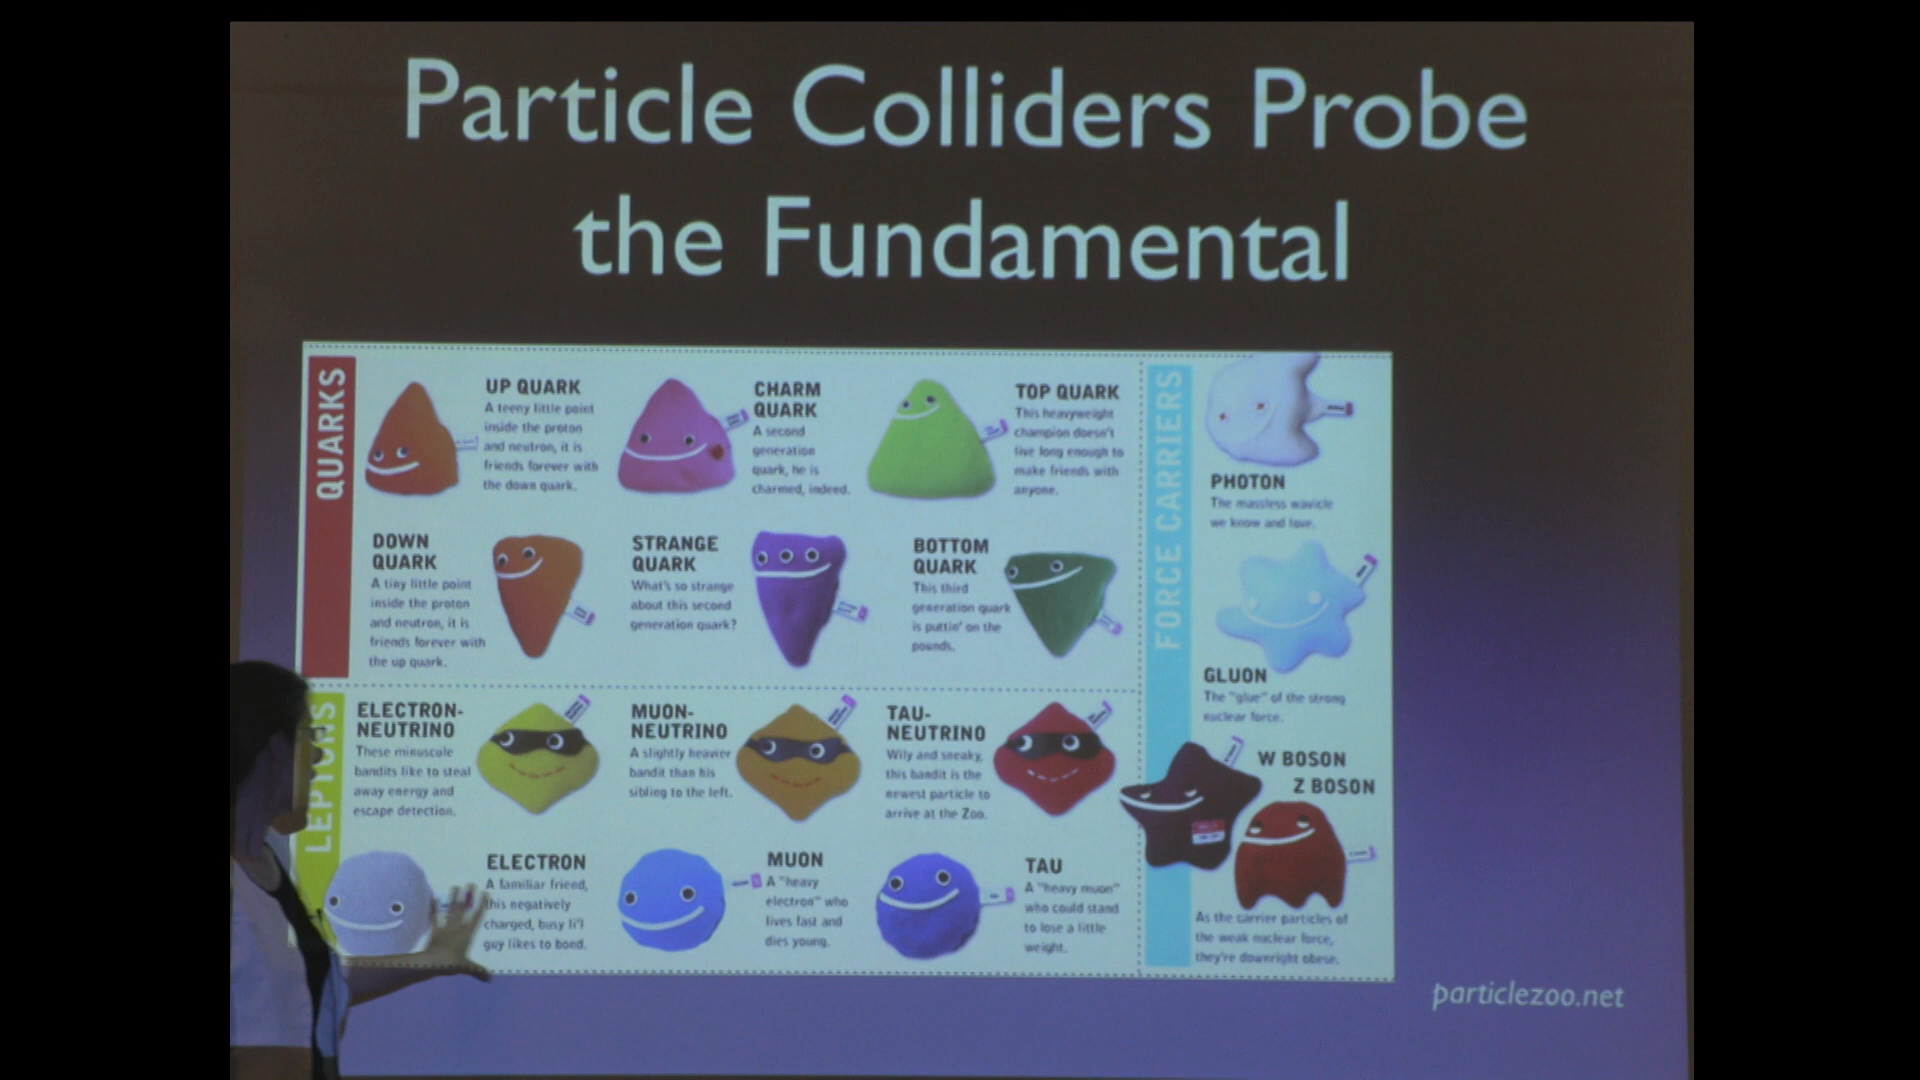 Particle Colliders Probe
the Fundamental
QUARKS
UP QUARK
A teeny little point
inside the proton
and neutron, it is
friends forever with
the down quark.
CHARM
QUARK
A second
generation
quark, he is
charmed, indeed.
TOP QUARK
This heavyweight
champion doesn't
live long enough to
make friends with
anyone.
DOWN
QUARK
A tiny little point
inside the proton
and neutron, it is
friends forever with
the up quark.
STRANGE
QUARK
What's so strange
about this second
generation quark?
BOTTOM
QUARK
This third
generation quark
is puttin' on the
pounds.
LEPTONS
ELECTRON-
NEUTRINO
These minuscule
bandits like to steal
away energy and
escape detection.
MUON-
NEUTRINO
A slightly heavier
bandit than his
sibling to the left.
TAU-
NEUTRINO
Wily and sneaky,
this bandit is the
newest particle to
arrive at the Zoo.
ELECTRON
A familiar friend,
this negatively
charged, busy li'l
guy likes to bond.
MUON
A "heavy
electron" who
lives fast and
dies young.
TAU
A "heavy muon"
who could stand
to lose a little
weight.
FORCE CARRIERS
PHOTON
The massless wavicle
we know and love.
GLUON
The "glue" of the strong
nuclear force.
W BOSON
Z BOSON
As the carrier particles of
the weak nuclear force,
they're downright obese.
particlezoo.net